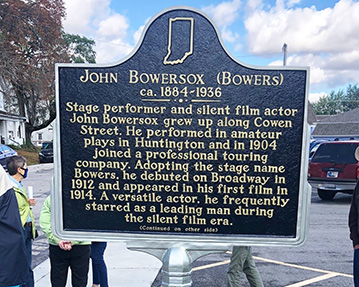 JOHN BOWERSOX (BOWERS)
ca. 1884-1936
Stage performer and silent film actor
John Bowersox grew up along Cowen
Street. He performed in amateur
plays in Huntington and in 1904
joined a professional touring
company. Adopting the stage name
Bowers, he debuted on Broadway in
1912 and appeared in his first film in
1914. A versatile actor, he frequently
starred as a leading man during
the silent film era.
(Continued on other side)